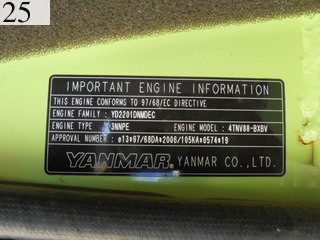 25
IMPORTANT ENGINE INFORMATION
THIS ENGINE CONFORMS TO 97/68/EC DIRECTIVE
ENGINE FAMILY : YD2201DNMDEC
ENGINE TYPE : 3NNPE ENGINE MODEL : 4TNV88-BXBV
APPROVAL NUMBER : e13*97/68DA*2006/105KA*0574*19
YANMAR YANMAR CO.,LTD.